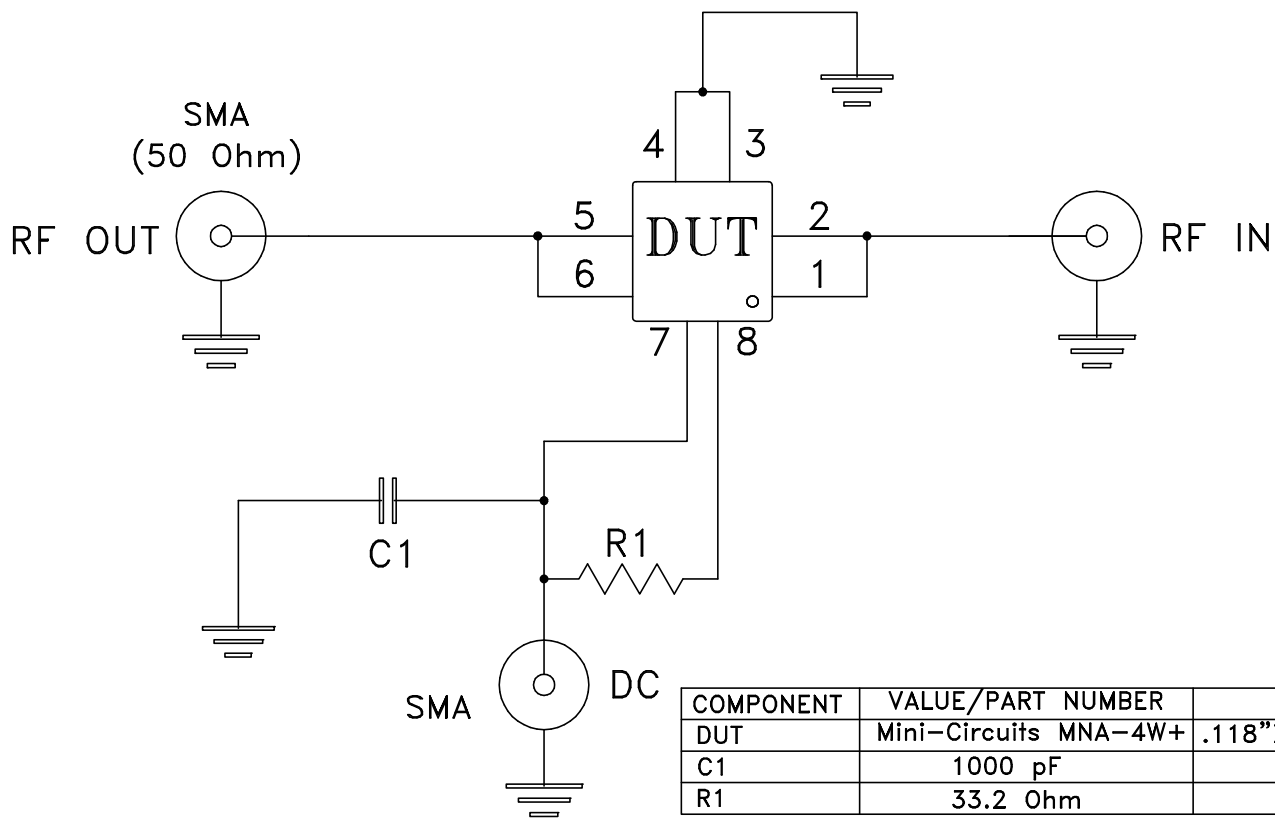 SMA
(50 Ohm)
RF OUT
4 3
5 DUT 2
6 1
7 8
RF IN
C1
R1
SMA
DC
COMPONENT VALUE/PART NUMBER
DUT Mini-Circuits MNA-4W+ .118"
C1 1000 pF
R1 33.2 Ohm